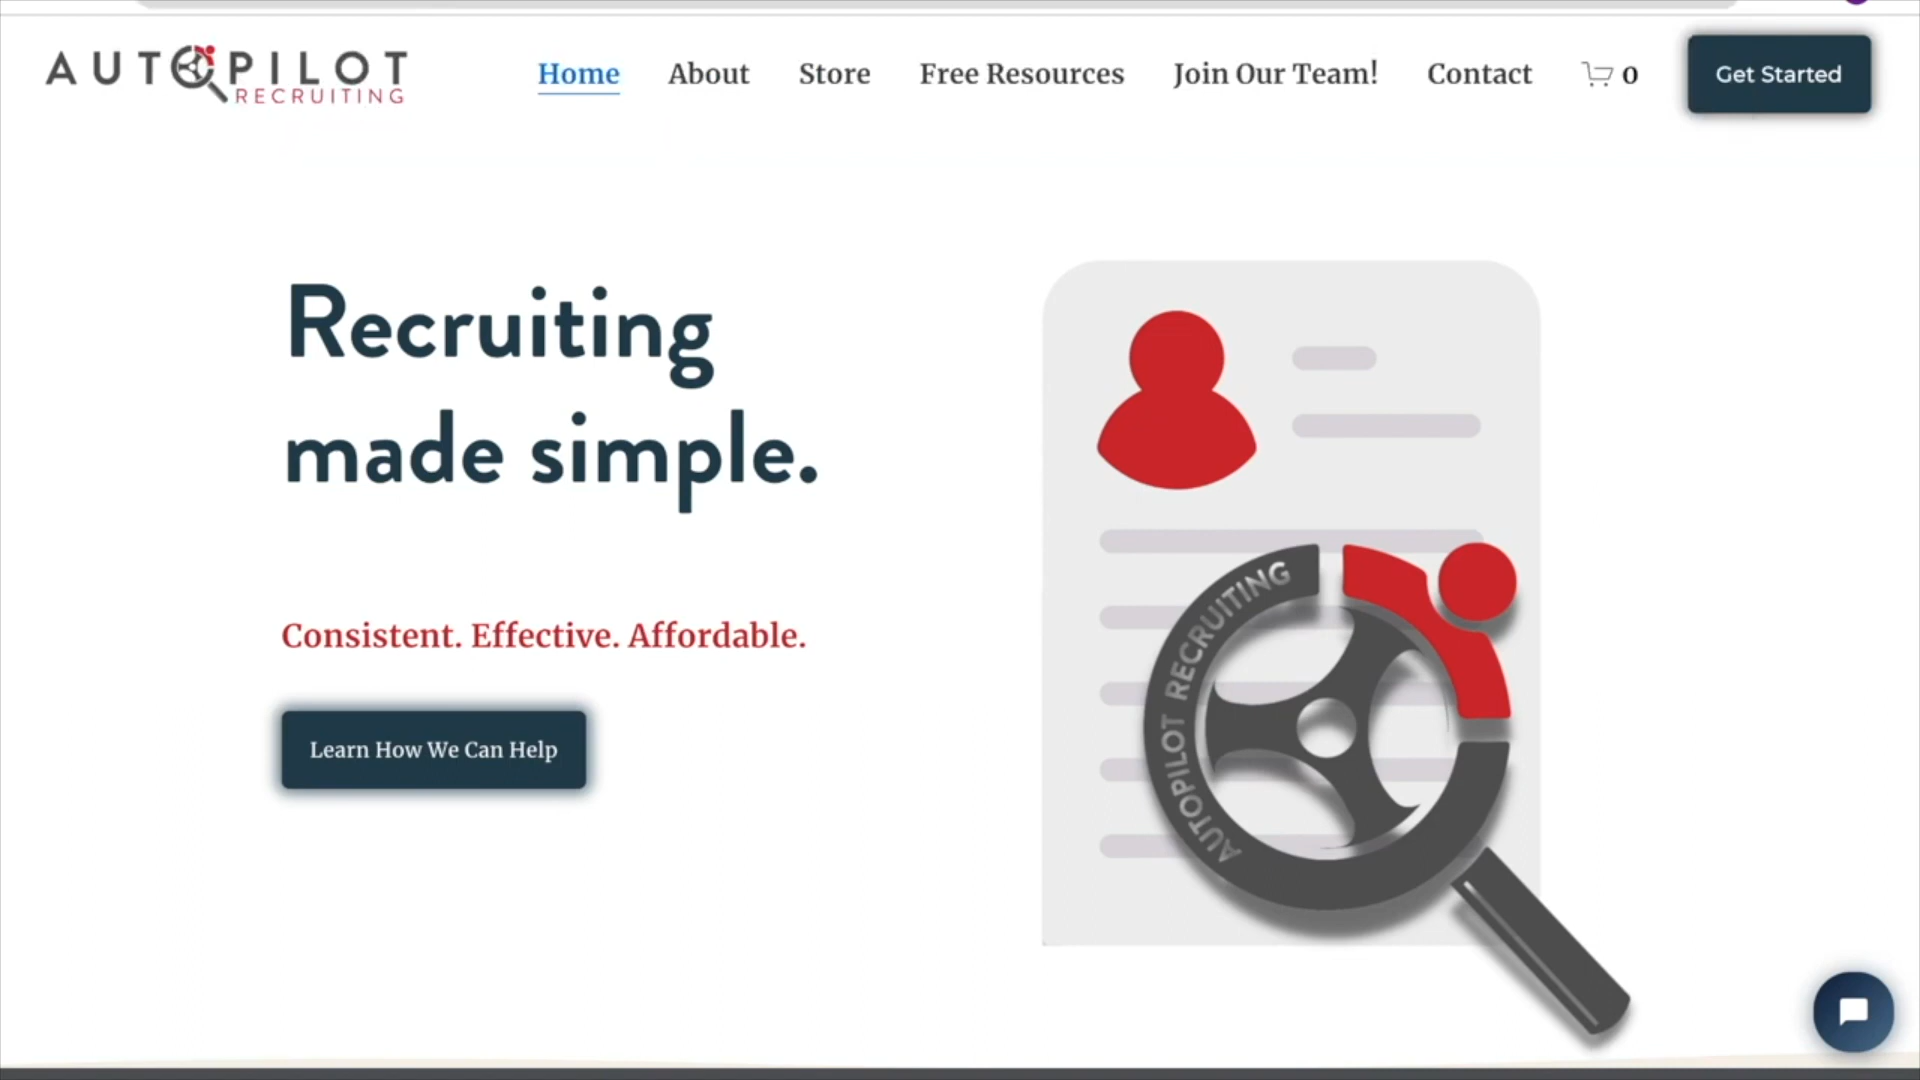 AUTOPILOT
RECRUITING
Home
About
Store
Free Resources
Join Our Team!
Contact
0
Get Started
Recruiting
made simple.
Consistent. Effective. Affordable.
Learn How We Can Help
AUTOPILOT RECRUITING